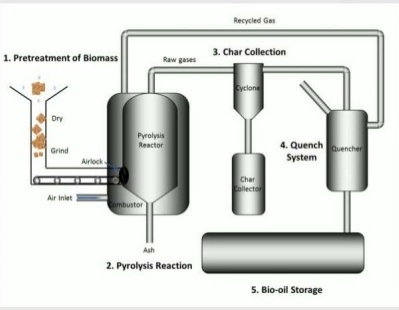 Recycled Gas
3. Char Collection
1. Pretreatment of Biomass
Raw gases
Cyclone
Dry
Pyrolysis
Reactor
4. Quench
System
Quencher
Grind
Airlock
Char
Collector
Air Inlet
Combustor
Ash
2. Pyrolysis Reaction
5. Bio-oil Storage